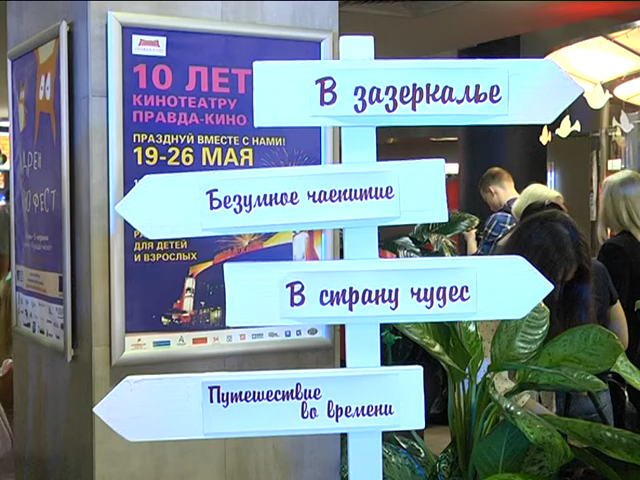 В зазеркалье
Безумное чаепитие
В страну чудес
Путешествие
во времени
10 ЛЕТ
КИНОТЕАТРУ
ПРАВДА-КИНО
ПРАЗДНУЙ ВМЕСТЕ С НАМИ!
19-26 МАЯ
ДЛЯ ДЕТЕЙ
И ВЗРОСЛЫХ
ФЕСТ